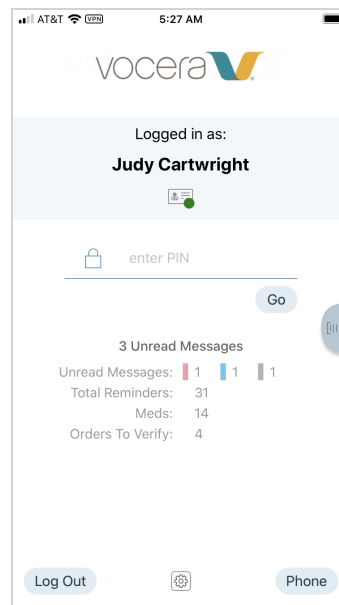 AT&T VPN 5:27 AM
vocera
Logged in as:
Judy Cartwright
enter PIN
Go
3 Unread Messages
Unread Messages: 1 1 1
Total Reminders: 31
Meds: 14
Orders To Verify: 4
Log Out Phone